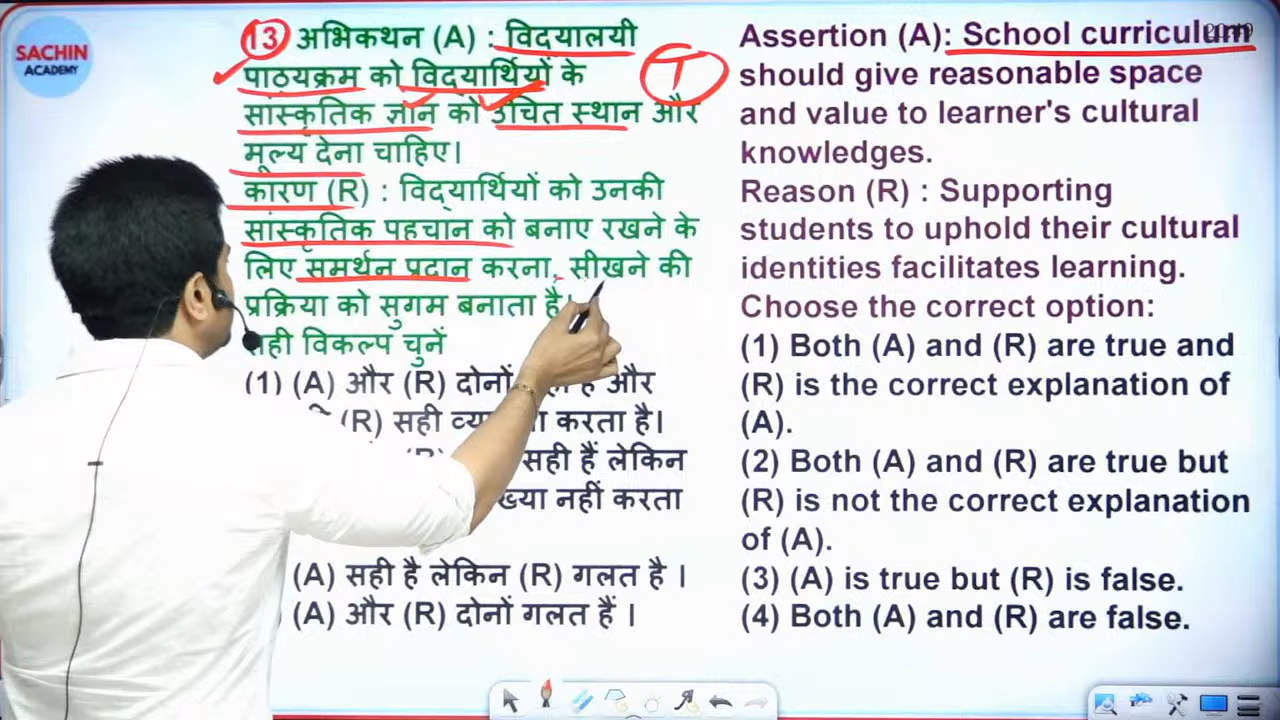 SACHIN
ACADEMY
13 अभिकथन (A) : विद्यालयी
पाठ्यक्रम को विद्यार्थियों के
सांस्कृतिक ज्ञान को उचित स्थान और
मूल्य देना चाहिए।
कारण (R) : विद्यार्थियों को उनकी
सांस्कृतिक पहचान को बनाए रखने के
लिए समर्थन प्रदान करना, सीखने की
प्रक्रिया को सुगम बनाता है।
सही विकल्प चुनें
(1) (A) और (R) दोनों और
(R) सही करता है।
सही हैं लेकिन
नहीं करता
(A) सही है लेकिन (R) गलत है ।
(A) और (R) दोनों गलत हैं ।
T
Assertion (A): School curriculum
should give reasonable space
and value to learner's cultural
knowledges.
Reason (R) : Supporting
students to uphold their cultural
identities facilitates learning.
Choose the correct option:
(1) Both (A) and (R) are true and
(R) is the correct explanation of
(A).
(2) Both (A) and (R) are true but
(R) is not the correct explanation
of (A).
(3) (A) is true but (R) is false.
(4) Both (A) and (R) are false.